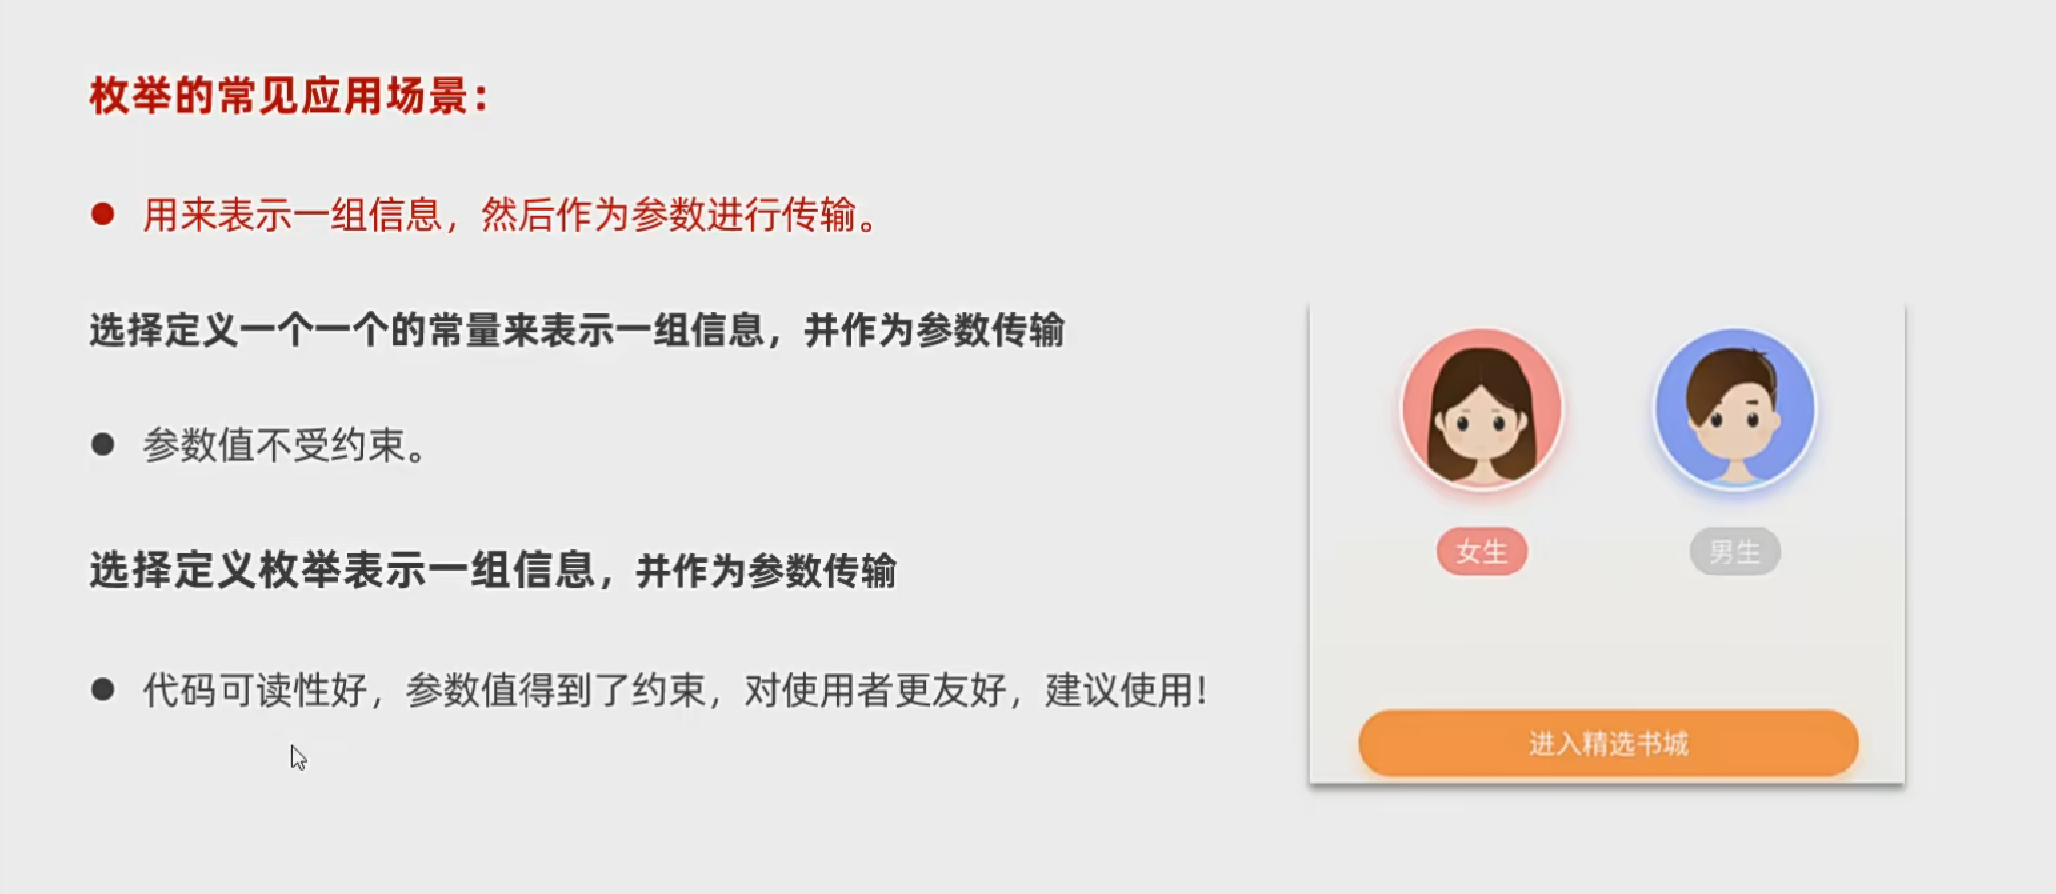 枚举的常见应用场景：
用来表示一组信息，然后作为参数进行传输。
选择定义一个一个的常量来表示一组信息，并作为参数传输
参数值不受约束。
选择定义枚举表示一组信息，并作为参数传输
代码可读性好，参数值得到了约束，对使用者更友好，建议使用！
女生
男生
进入精选书城